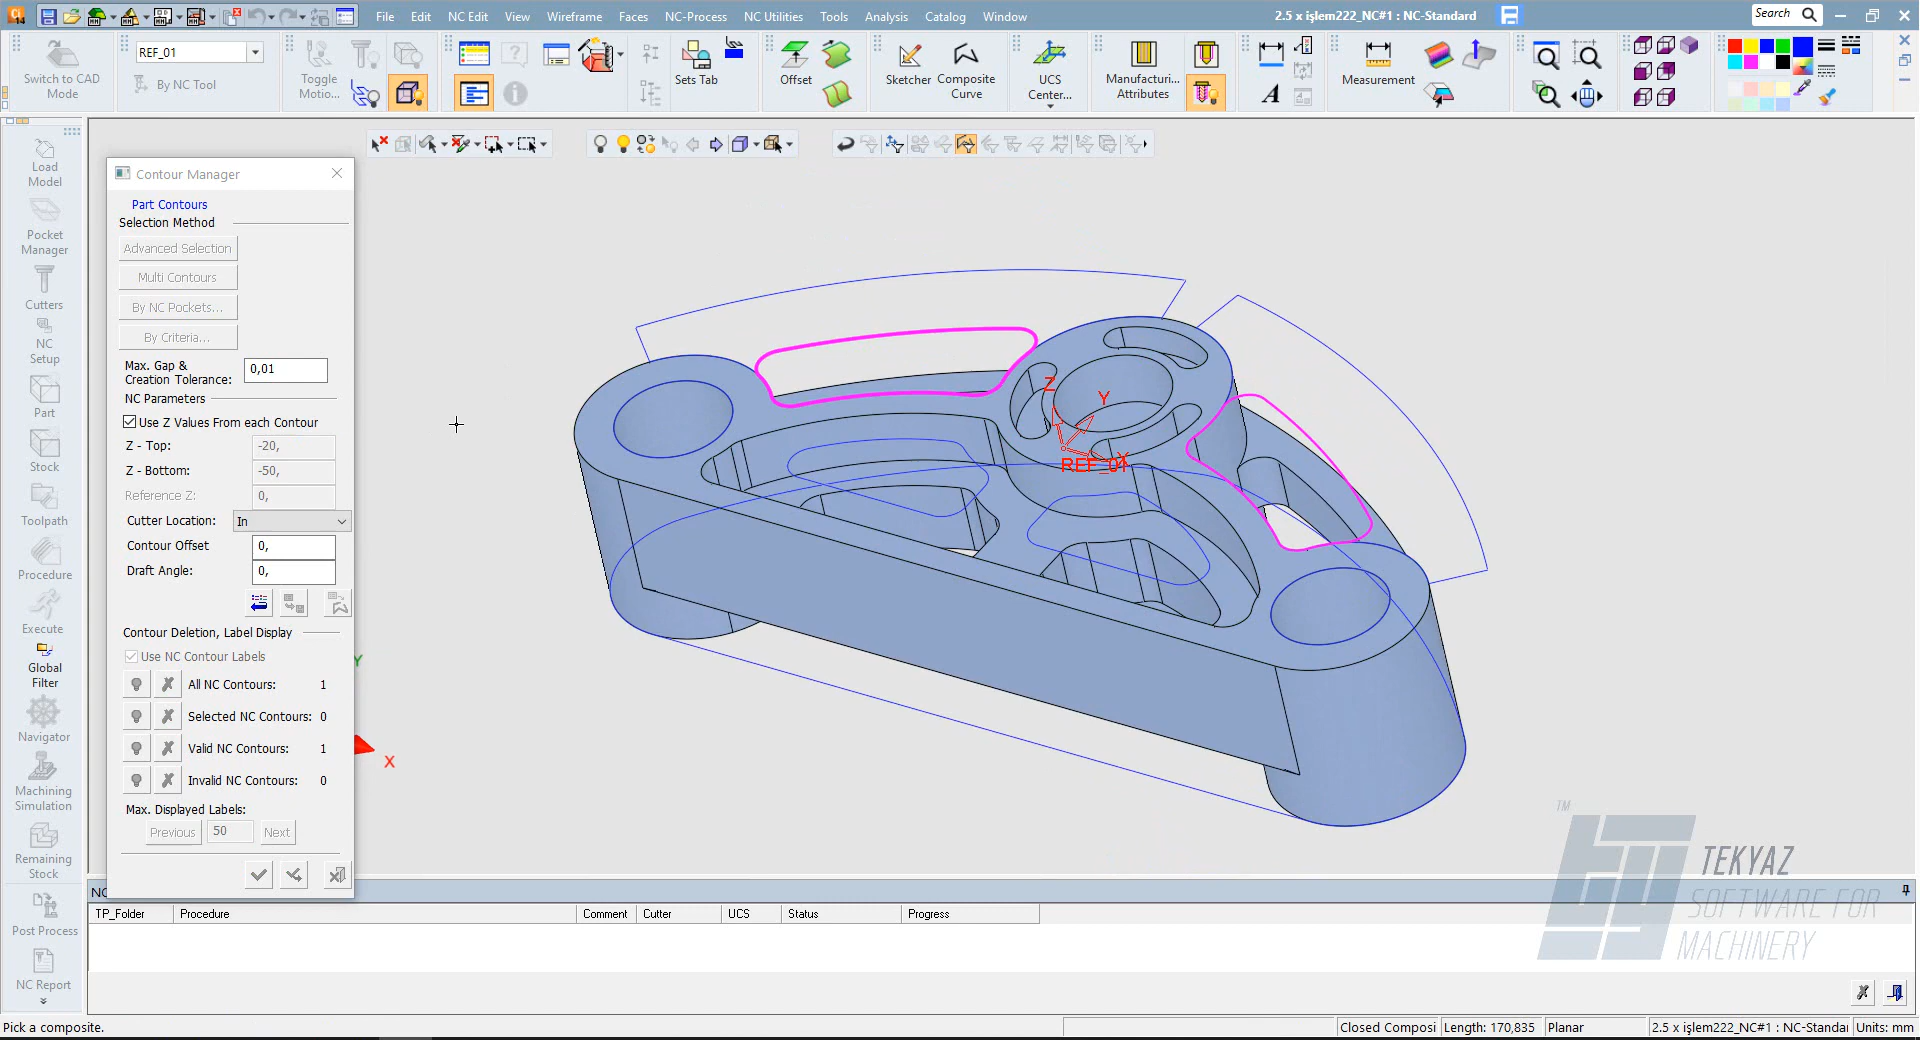 File Edit NC Edit View Wireframe Faces NC-Process NC Utilities Tools Analysis Catalog Window 2.5 x işlem222_NC#1 : NC-Standard Search
REF_01
By NC Tool
Switch to CAD
Mode
Toggle
Motio...
Sets Tab
Offset
Sketcher
Composite
Curve
UCS
Center...
Manufacturi...
Attributes
Measurement
Load
Model
Pocket
Manager
Cutters
NC
Setup
Part
Stock
Toolpath
Procedure
Execute
Global
Filter
Navigator
Machining
Simulation
Remaining
Stock
Post Process
NC Report
Contour Manager
Part Contours
Selection Method
Advanced Selection
Multi Contours
By NC Pockets...
By Criteria...
Max. Gap &
Creation Tolerance: 0,01
NC Parameters
Use Z Values From each Contour
Z - Top: -20,
Z - Bottom: -50,
Reference Z: 0,
Cutter Location: In
Contour Offset 0,
Draft Angle: 0,
Contour Deletion, Label Display
Use NC Contour Labels
All NC Contours: 1
Selected NC Contours: 0
Valid NC Contours: 1
Invalid NC Contours: 0
Max. Displayed Labels:
Previous 50 Next
Z
Y
X
REF_01
Y
X
NC
TP_Folder Procedure Comment Cutter UCS Status Progress
TM
TEKYAZ
SOFTWARE FOR
MACHINERY
Pick a composite. Closed Composi Length: 170,835 Planar 2.5 x işlem222_NC#1 : NC-Standar Units: mm